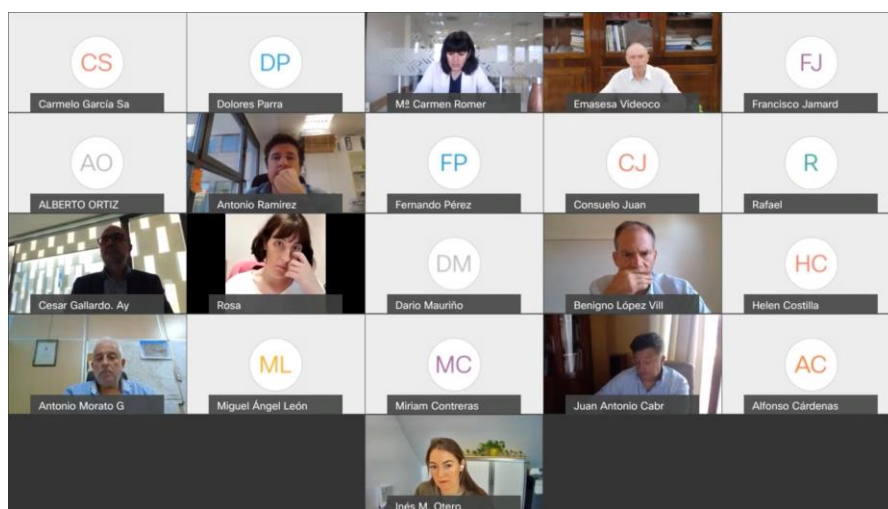 CS
Carmelo García Sa
DP
Dolores Parra
Mª Carmen Romer
Emasesa Videoco
FJ
Francisco Jamard
AO
ALBERTO ORTIZ
Antonio Ramírez
FP
Fernando Pérez
CJ
Consuelo Juan
R
Rafael
Cesar Gallardo. Ay
Rosa
DM
Dario Mauriño
Benigno López Vill
HC
Helen Costilla
Antonio Morato G
ML
Miguel Ángel León
MC
Miriam Contreras
Juan Antonio Cabr
AC
Alfonso Cárdenas
Inés M. Otero